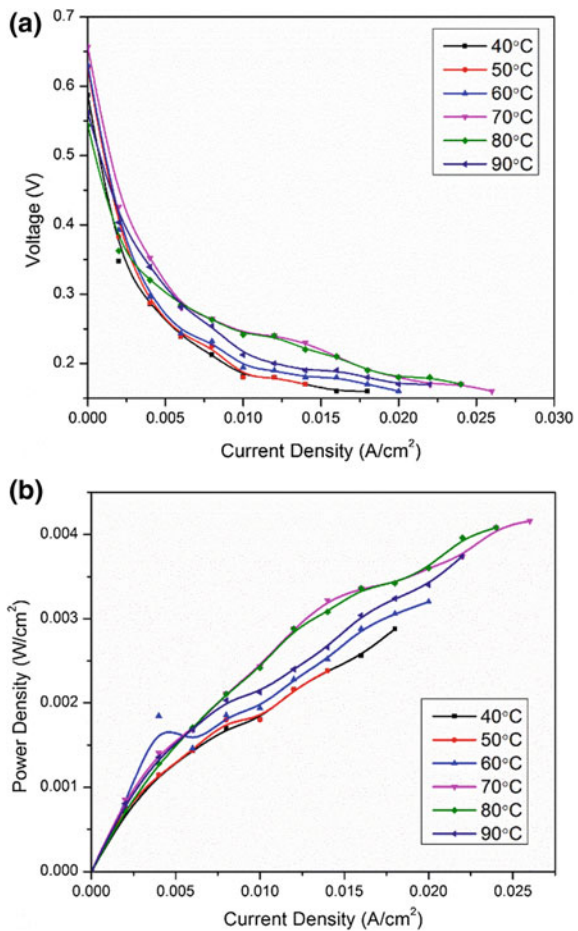 (a)
0.7
0.6
0.5
0.4
0.3
0.2
Voltage (V)
40°C
50°C
60°C
70°C
80°C
90°C
0.000 0.005 0.010 0.015 0.020 0.025 0.030
Current Density (A/cm²)
(b)
0.004
0.003
0.002
0.001
0.000
Power Density (W/cm²)
40°C
50°C
60°C
70°C
80°C
90°C
0.000 0.005 0.010 0.015 0.020 0.025
Current Density (A/cm²)